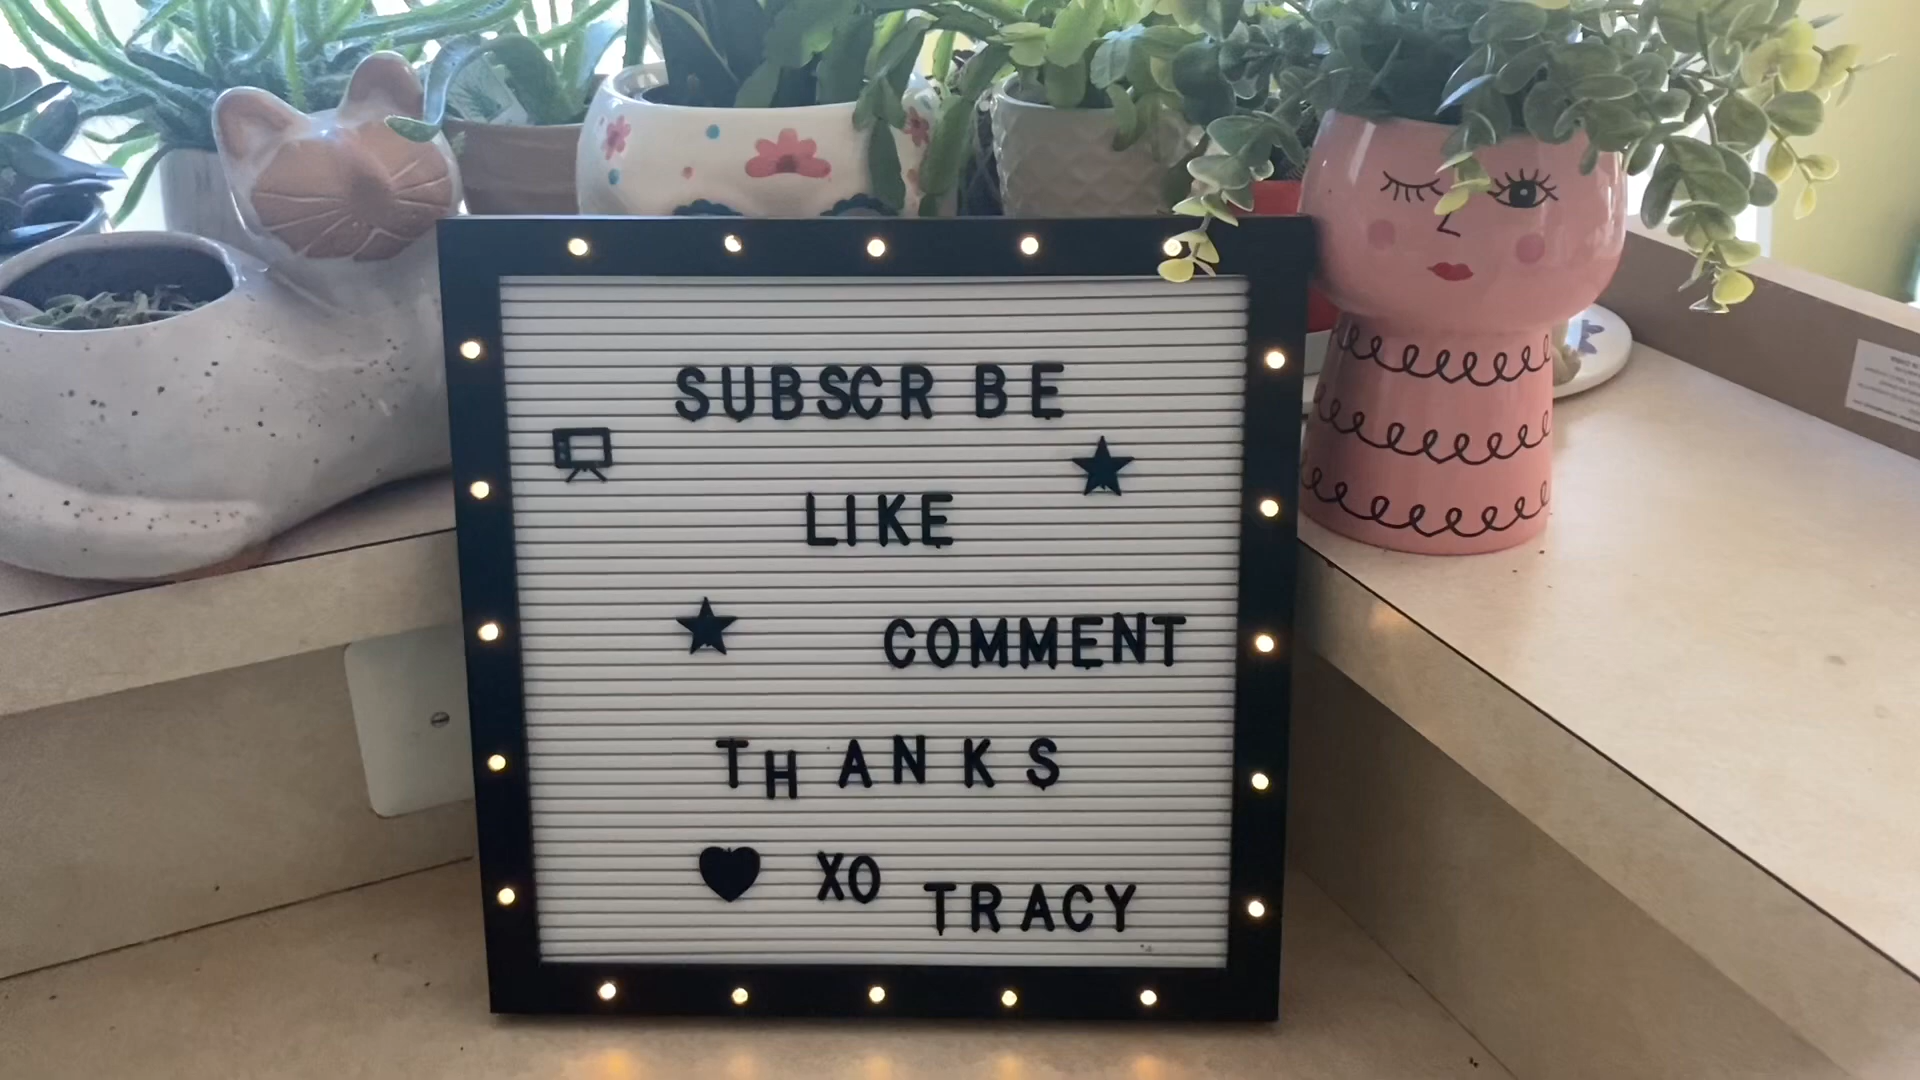 SUBSCR BE
LIKE
COMMENT
THANKS
XO TRACY